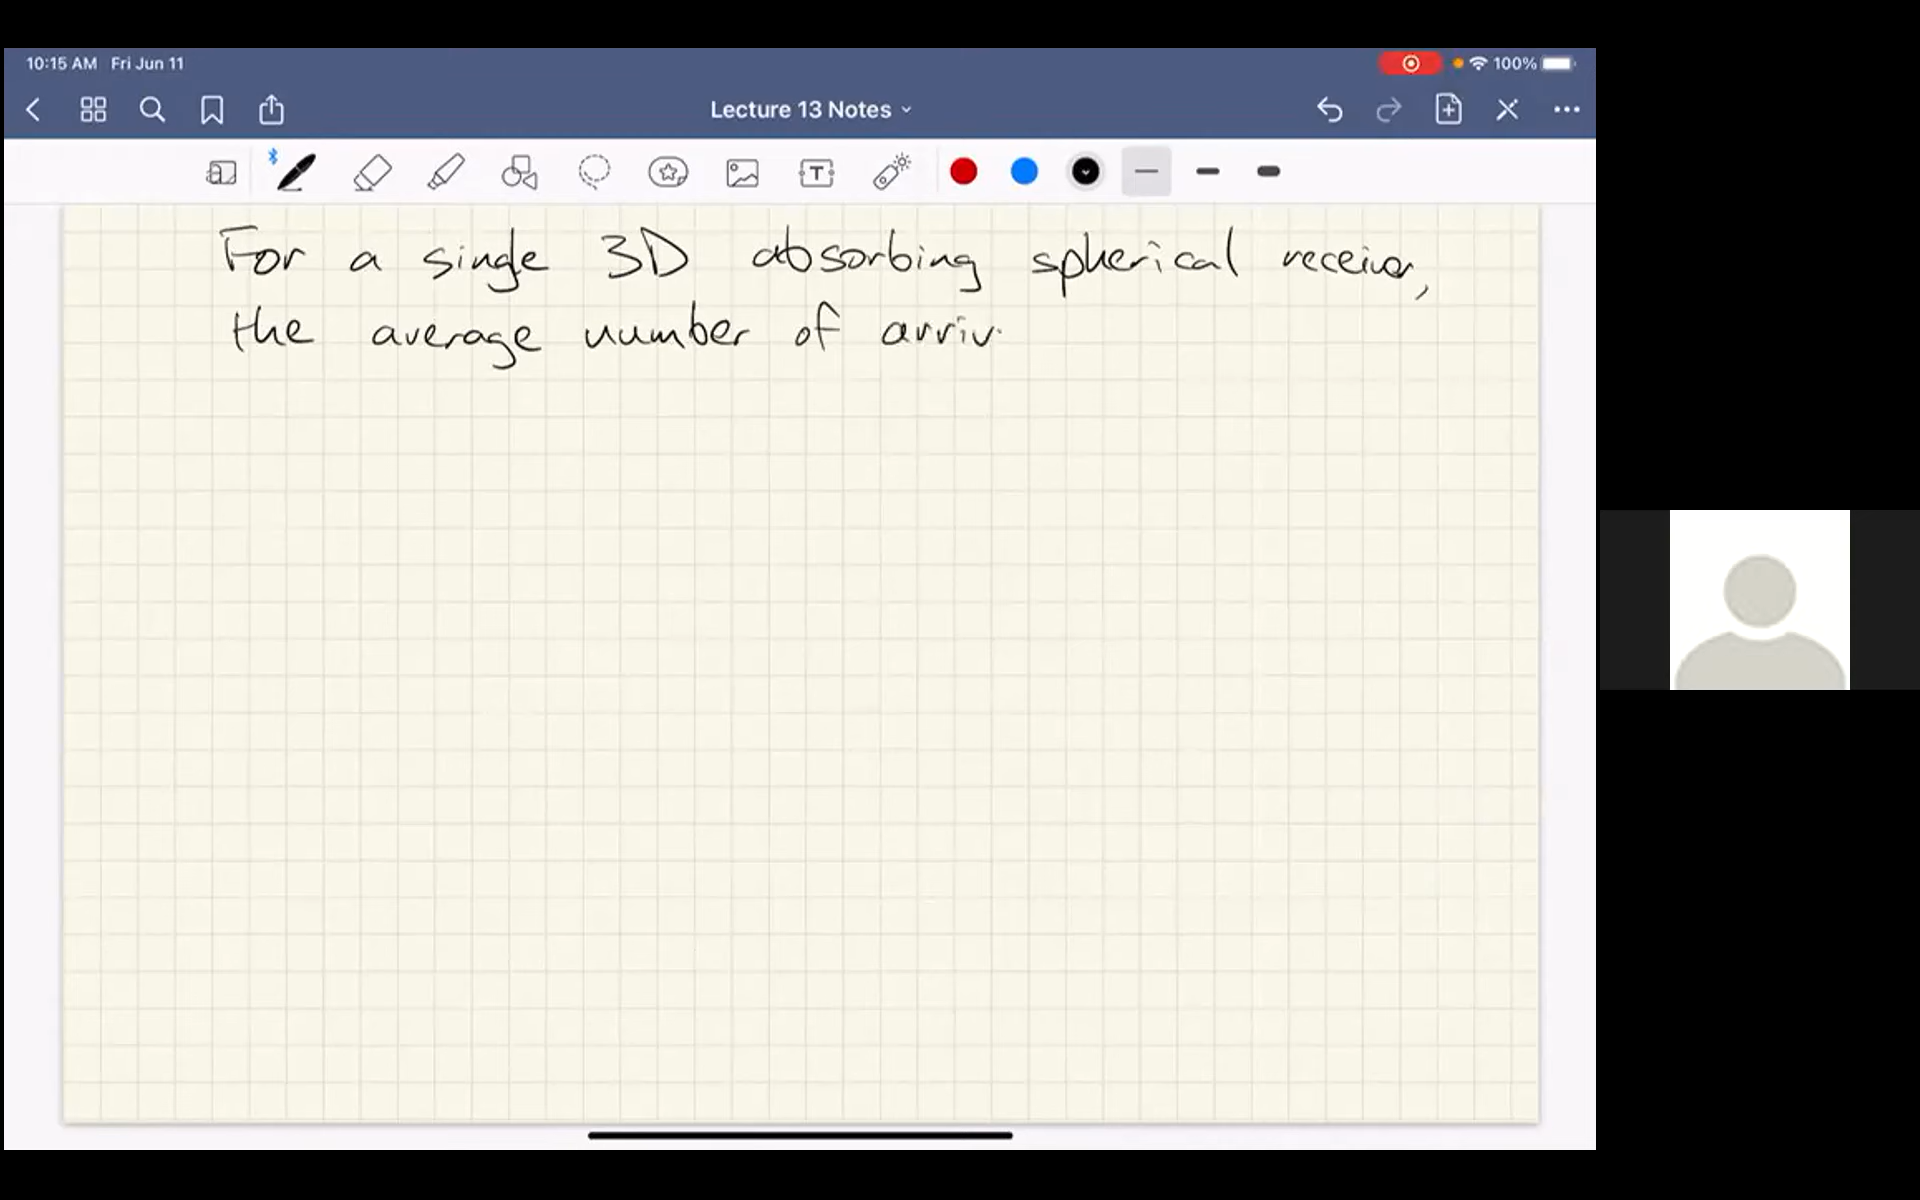 10:15 AM Fri Jun 11
100%
Lecture 13 Notes
T
For a single 3D absorbing spherical receiver,
the average number of arriv